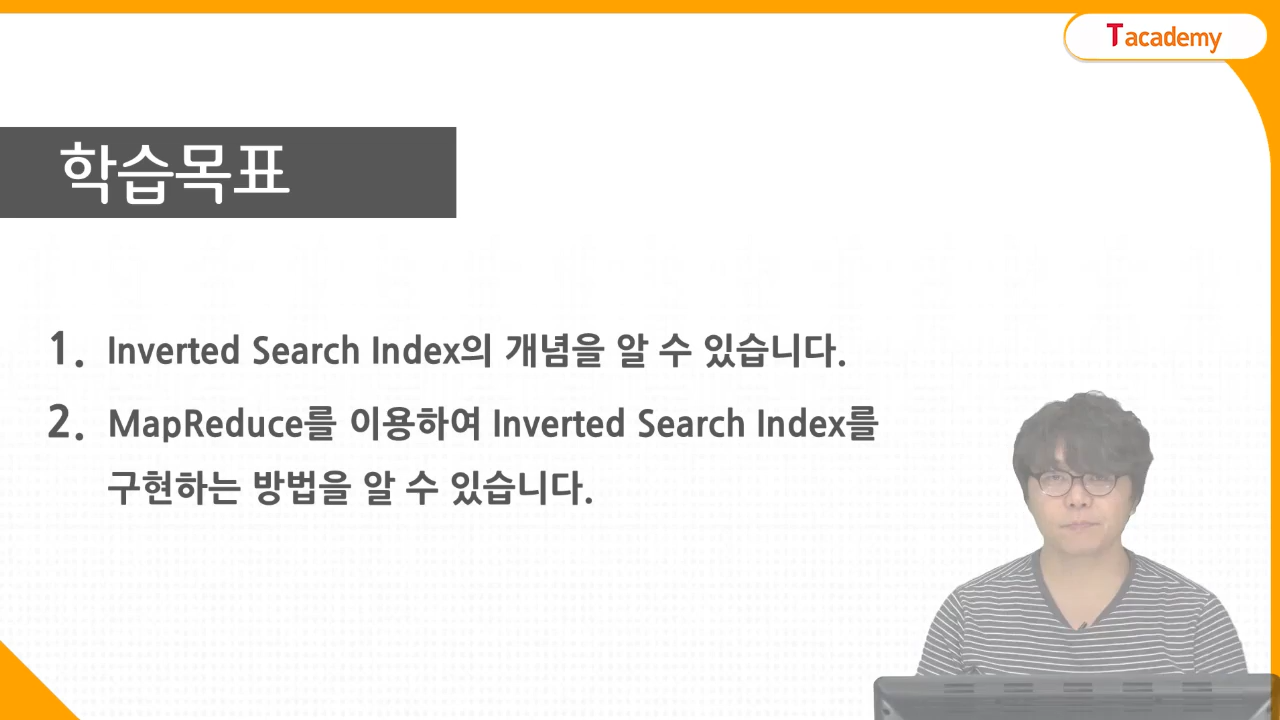 T academy
학습목표
1. Inverted Search Index의 개념을 알 수 있습니다.
2. MapReduce를 이용하여 Inverted Search Index를
구현하는 방법을 알 수 있습니다.